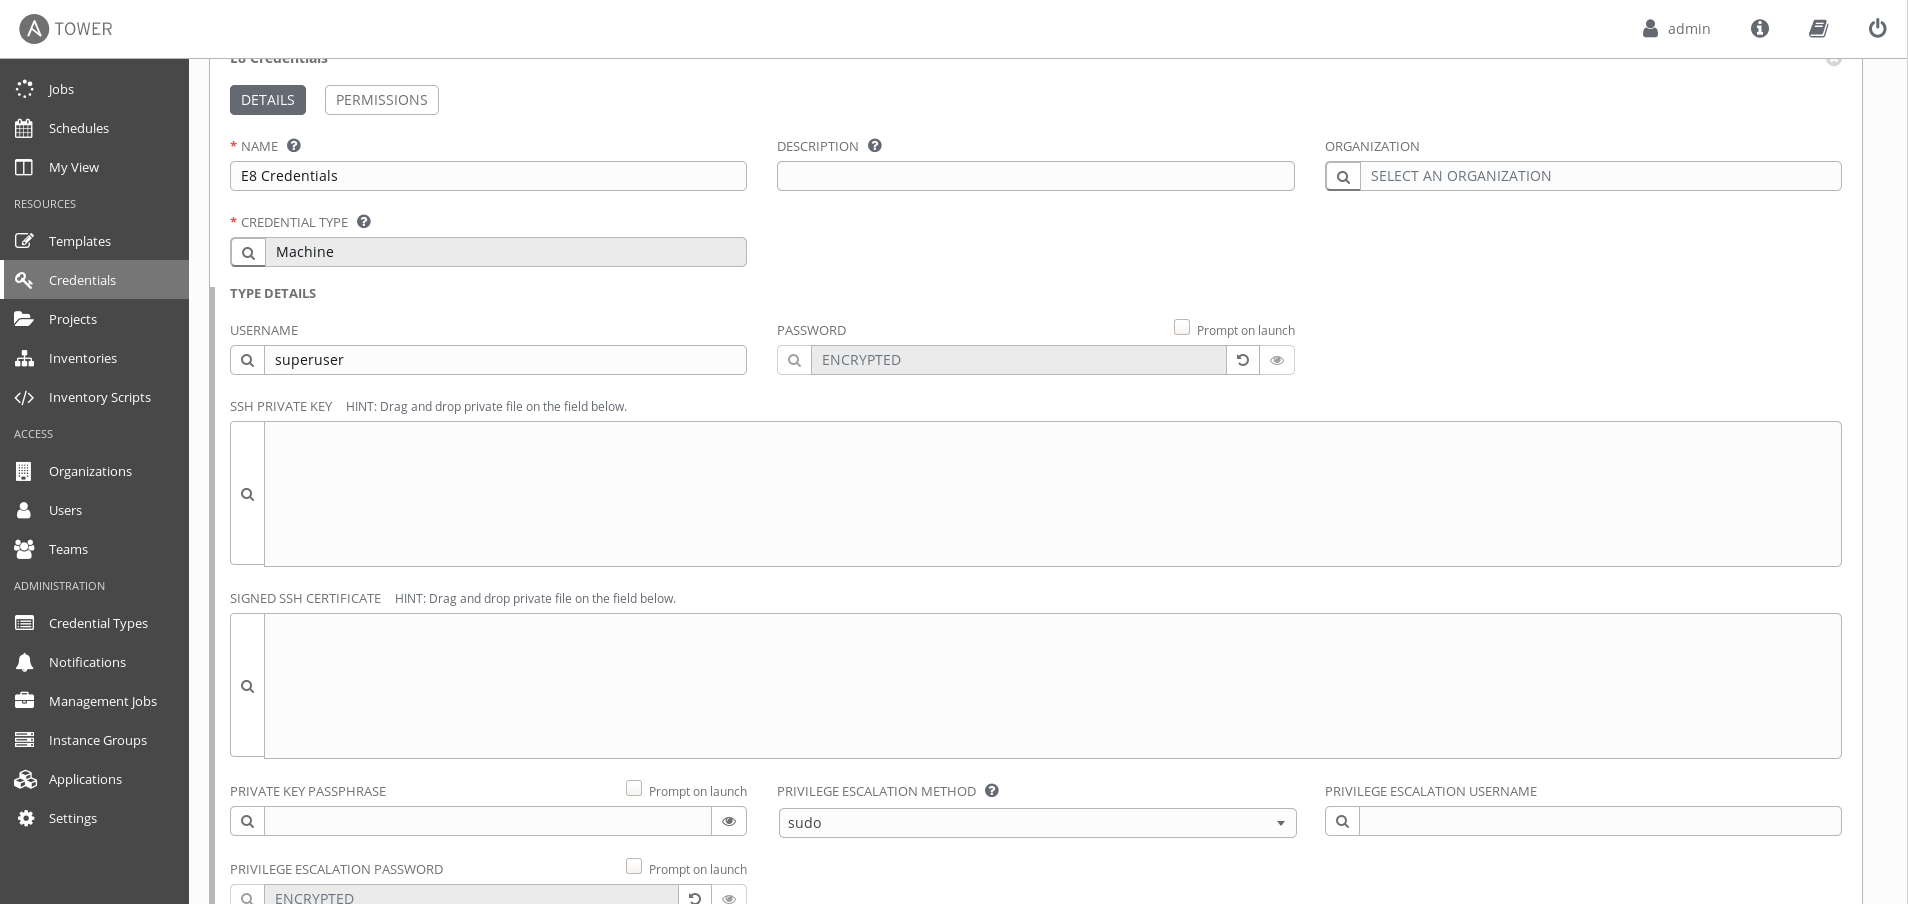 TOWER
admin
E8 Credentials
Jobs
Schedules
My View
RESOURCES
Templates
Credentials
Projects
Inventories
Inventory Scripts
ACCESS
Organizations
Users
Teams
ADMINISTRATION
Credential Types
Notifications
Management Jobs
Instance Groups
Applications
Settings
DETAILS PERMISSIONS
* NAME DESCRIPTION ORGANIZATION
E8 Credentials SELECT AN ORGANIZATION
* CREDENTIAL TYPE
Machine
TYPE DETAILS
USERNAME PASSWORD Prompt on launch
superuser ENCRYPTED
SSH PRIVATE KEY HINT: Drag and drop private file on the field below.
SIGNED SSH CERTIFICATE HINT: Drag and drop private file on the field below.
PRIVATE KEY PASSPHRASE Prompt on launch PRIVILEGE ESCALATION METHOD PRIVILEGE ESCALATION USERNAME
sudo
PRIVILEGE ESCALATION PASSWORD Prompt on launch
ENCRYPTED